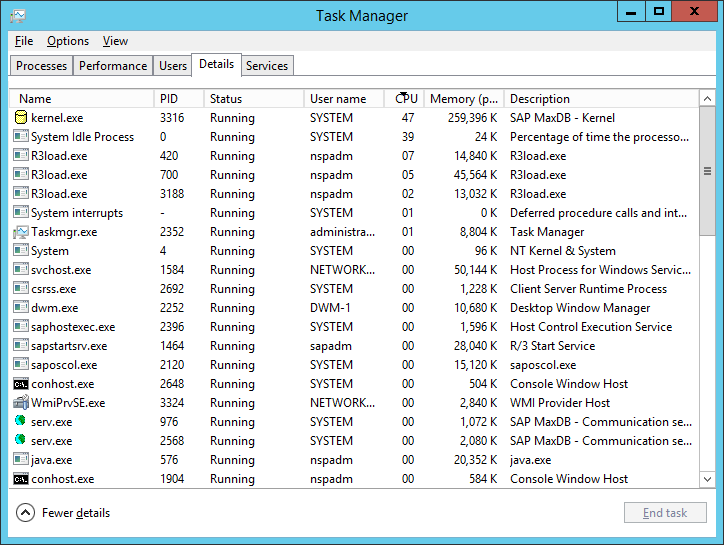 Task Manager
File Options View
Processes Performance Users Details Services
Name PID Status User name CPU Memory (p... Description
kernel.exe 3316 Running SYSTEM 47 259,396 K SAP MaxDB - Kernel
System Idle Process 0 Running SYSTEM 39 24 K Percentage of time the processo...
R3load.exe 420 Running nspadm 07 14,840 K R3load.exe
R3load.exe 700 Running nspadm 05 45,564 K R3load.exe
R3load.exe 3188 Running nspadm 02 13,032 K R3load.exe
System interrupts - Running SYSTEM 01 0 K Deferred procedure calls and int...
Taskmgr.exe 2352 Running administra... 01 8,804 K Task Manager
System 4 Running SYSTEM 00 96 K NT Kernel & System
svchost.exe 1584 Running NETWORK... 00 50,144 K Host Process for Windows Servic...
csrss.exe 2692 Running SYSTEM 00 1,228 K Client Server Runtime Process
dwm.exe 2252 Running DWM-1 00 10,680 K Desktop Window Manager
saphostexec.exe 2396 Running SYSTEM 00 1,596 K Host Control Execution Service
sapstartsrv.exe 1464 Running sapadm 00 28,040 K R/3 Start Service
saposcol.exe 2120 Running SYSTEM 00 15,120 K saposcol.exe
C:\. conhost.exe 2648 Running SYSTEM 00 504 K Console Window Host
WmiPrvSE.exe 3324 Running NETWORK... 00 2,840 K WMI Provider Host
serv.exe 976 Running SYSTEM 00 1,072 K SAP MaxDB - Communication se...
serv.exe 2568 Running SYSTEM 00 2,080 K SAP MaxDB - Communication se...
java.exe 576 Running nspadm 00 20,352 K java.exe
C:\. conhost.exe 1904 Running nspadm 00 584 K Console Window Host
Fewer details End task